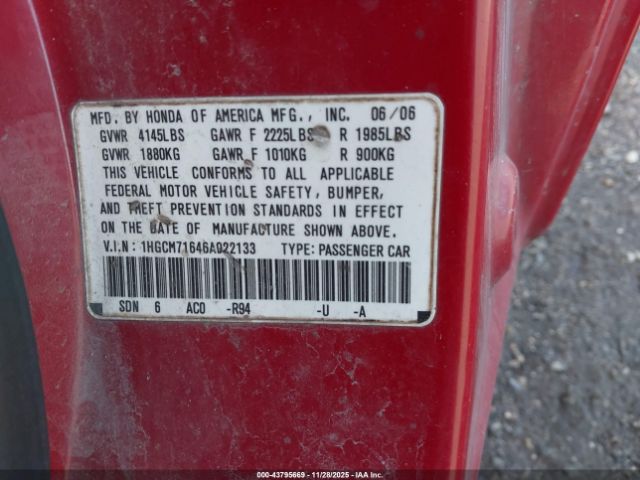 MFD. BY HONDA OF AMERICA MFG., INC. 06/06
GVWR 4145LBS GAWR F 2225LBS R 1985LBS
GVWR 1880KG GAWR F 1010KG R 900KG
THIS VEHICLE CONFORMS TO ALL APPLICABLE
FEDERAL MOTOR VEHICLE SAFETY, BUMPER,
AND THEFT PREVENTION STANDARDS IN EFFECT
ON THE DATE OF MANUFACTURE SHOWN ABOVE.
V.I.N: 1HGCM71646A022133 TYPE: PASSENGER CAR
SDN 6 ACO -R94 -U -A
000-43795669 11/28/2025 - IAA Inc.